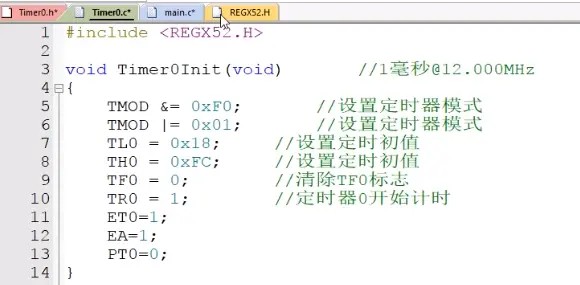 Timer0.h* Timer0.c* main.c* REGX52.H
1 #include <REGX52.H>
2
3 void Timer0Init(void) //1毫秒@12.000MHz
4 {
5 TMOD &= 0xF0; //设置定时器模式
6 TMOD |= 0x01; //设置定时器模式
7 TL0 = 0x18; //设置定时初值
8 TH0 = 0xFC; //设置定时初值
9 TF0 = 0; //清除TF0标志
10 TR0 = 1; //定时器0开始计时
11 ET0=1;
12 EA=1;
13 PT0=0;
14 }